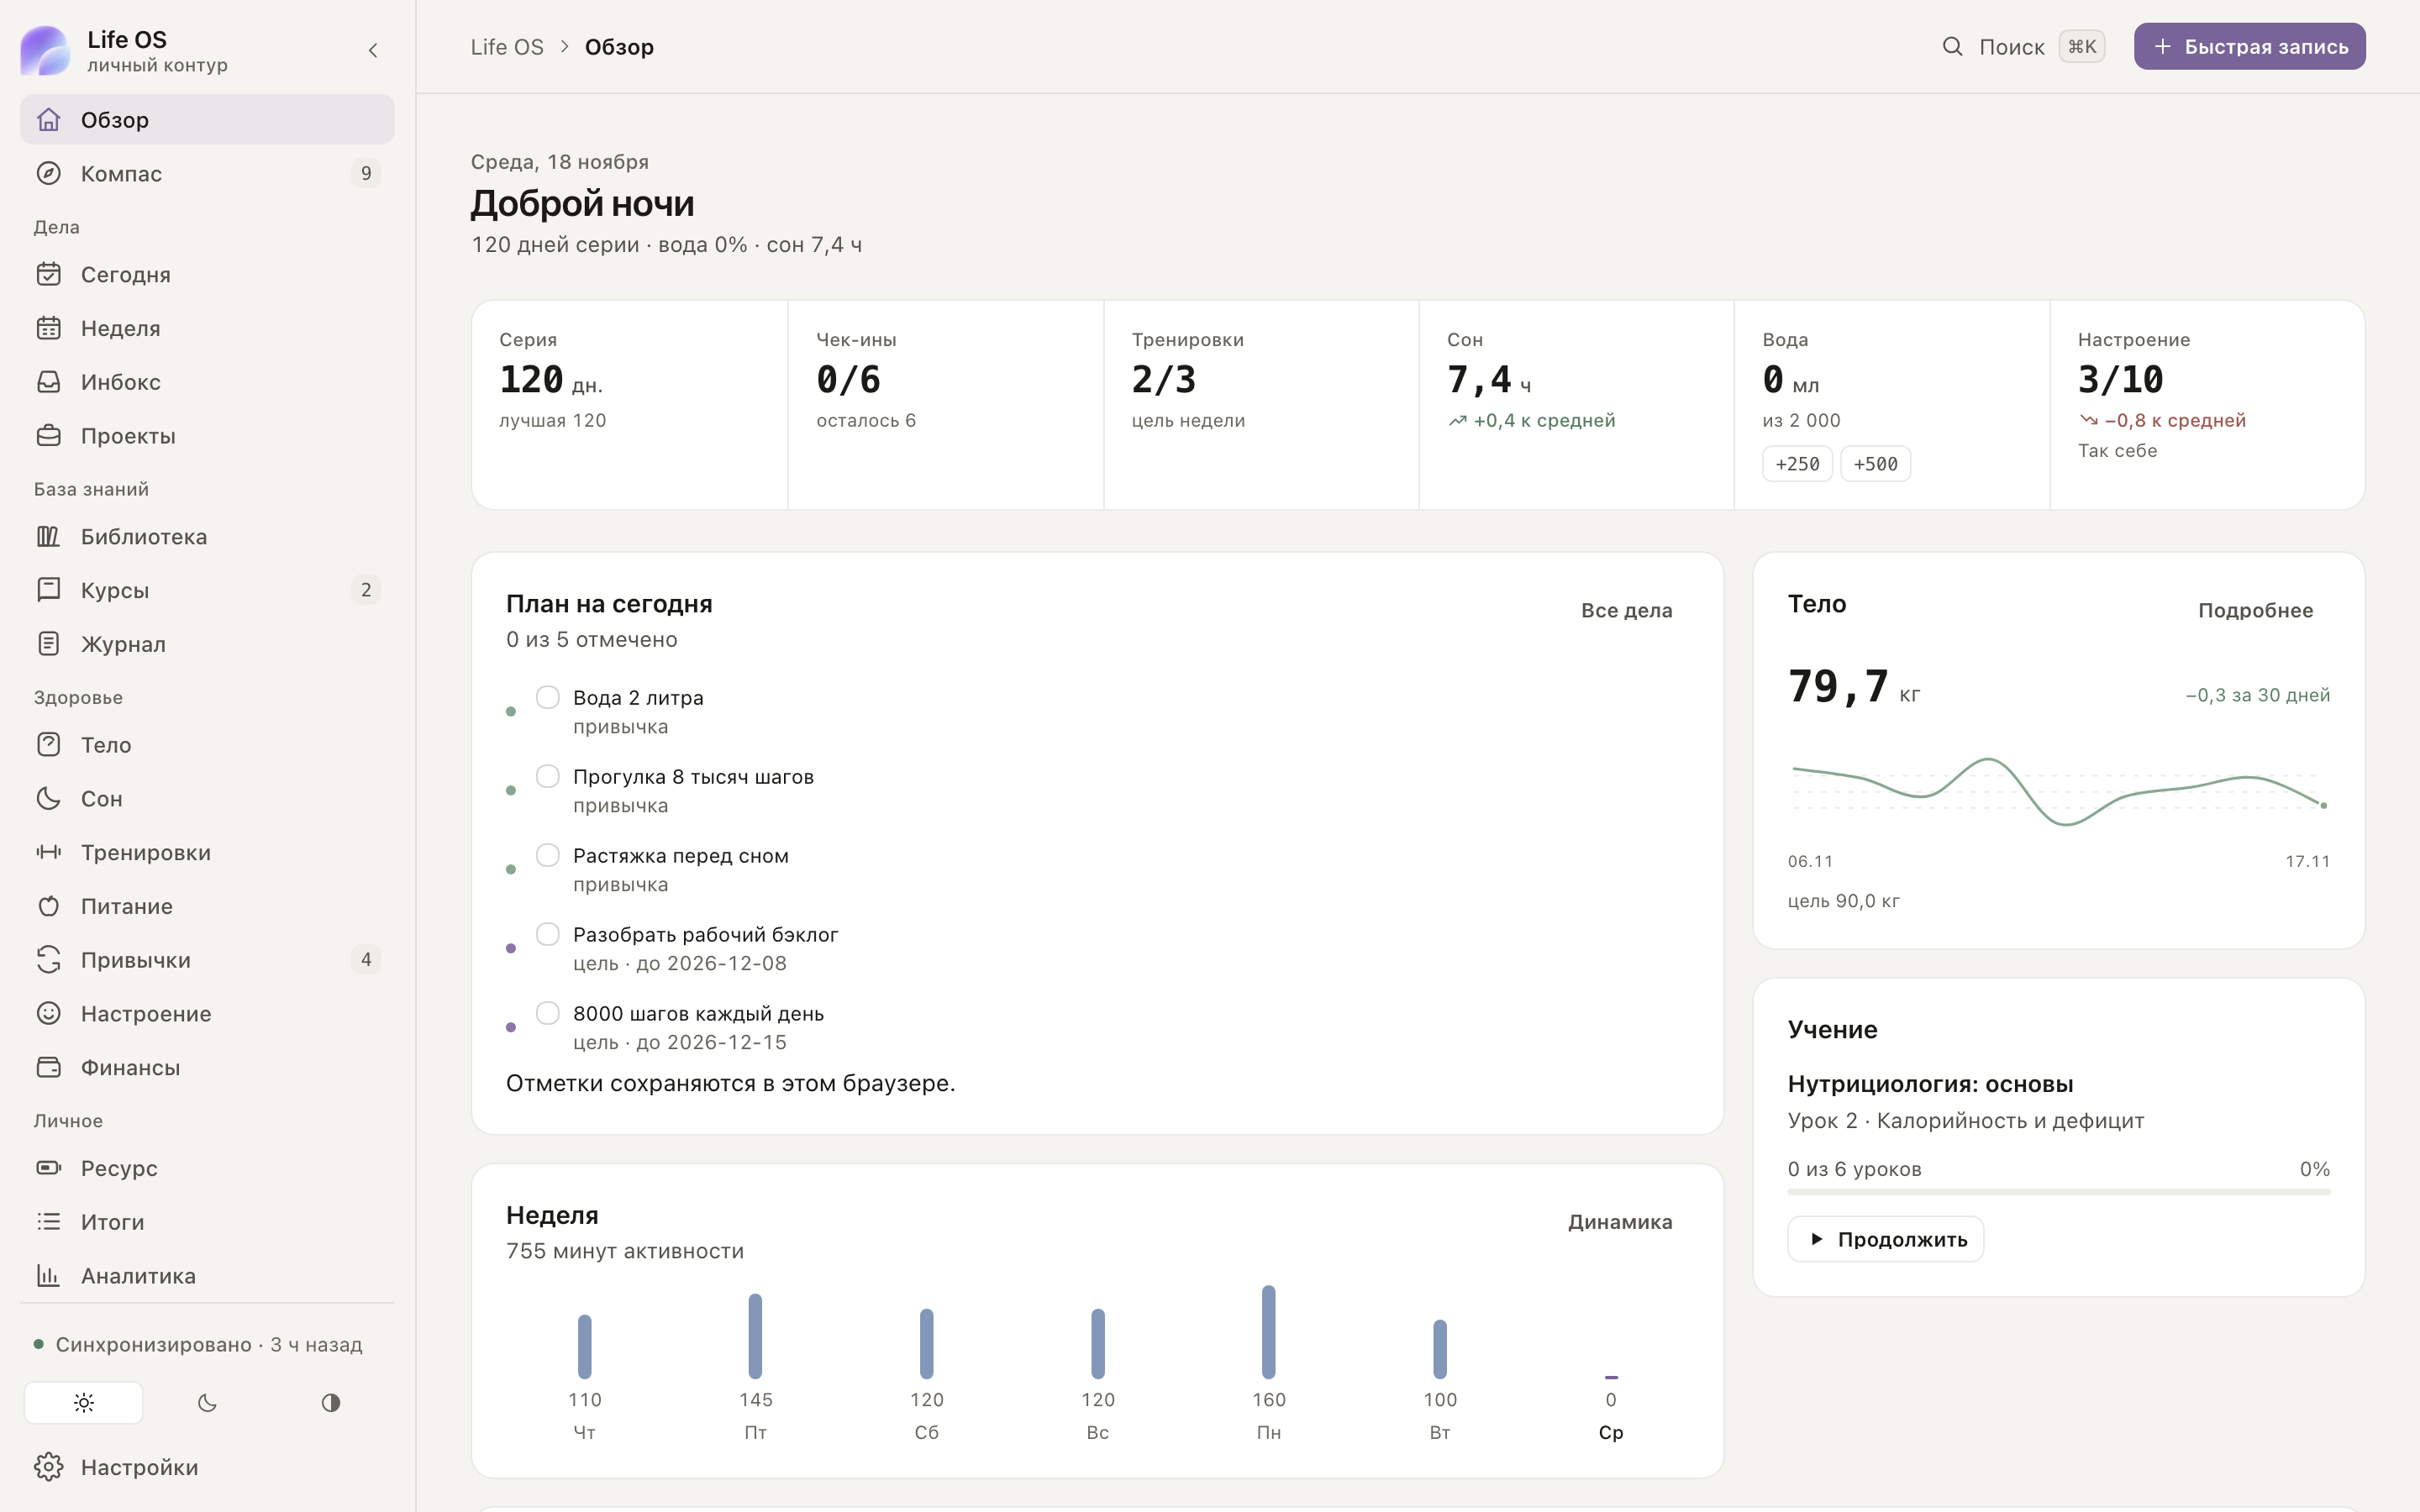 Life OS
личный контур
Обзор
Компас 9
Дела
Сегодня
Неделя
Инбокс
Проекты
База знаний
Библиотека
Курсы 2
Журнал
Здоровье
Тело
Сон
Тренировки
Питание
Привычки 4
Настроение
Финансы
Личное
Ресурс
Итоги
Аналитика
Синхронизировано · 3 ч назад
Настройки
Life OS > Обзор
Поиск ⌘K
+ Быстрая запись
Среда, 18 ноября
Доброй ночи
120 дней серии · вода 0% · сон 7,4 ч
Серия
120 дн.
лучшая 120
Чек-ины
0/6
осталось 6
Тренировки
2/3
цель недели
Сон
7,4 ч
+0,4 к средней
Вода
0 мл
из 2 000
+250 +500
Настроение
3/10
−0,8 к средней
Так себе
План на сегодня
Все дела
0 из 5 отмечено
Вода 2 литра
привычка
Прогулка 8 тысяч шагов
привычка
Растяжка перед сном
привычка
Разобрать рабочий бэклог
цель · до 2026-12-08
8000 шагов каждый день
цель · до 2026-12-15
Отметки сохраняются в этом браузере.
Тело
Подробнее
79,7 кг
−0,3 за 30 дней
06.11 17.11
цель 90,0 кг
Учение
Нутрициология: основы
Урок 2 · Калорийность и дефицит
0 из 6 уроков 0%
Продолжить
Неделя
Динамика
755 минут активности
110 145 120 120 160 100 0
Чт Пт Сб Вс Пн Вт Ср